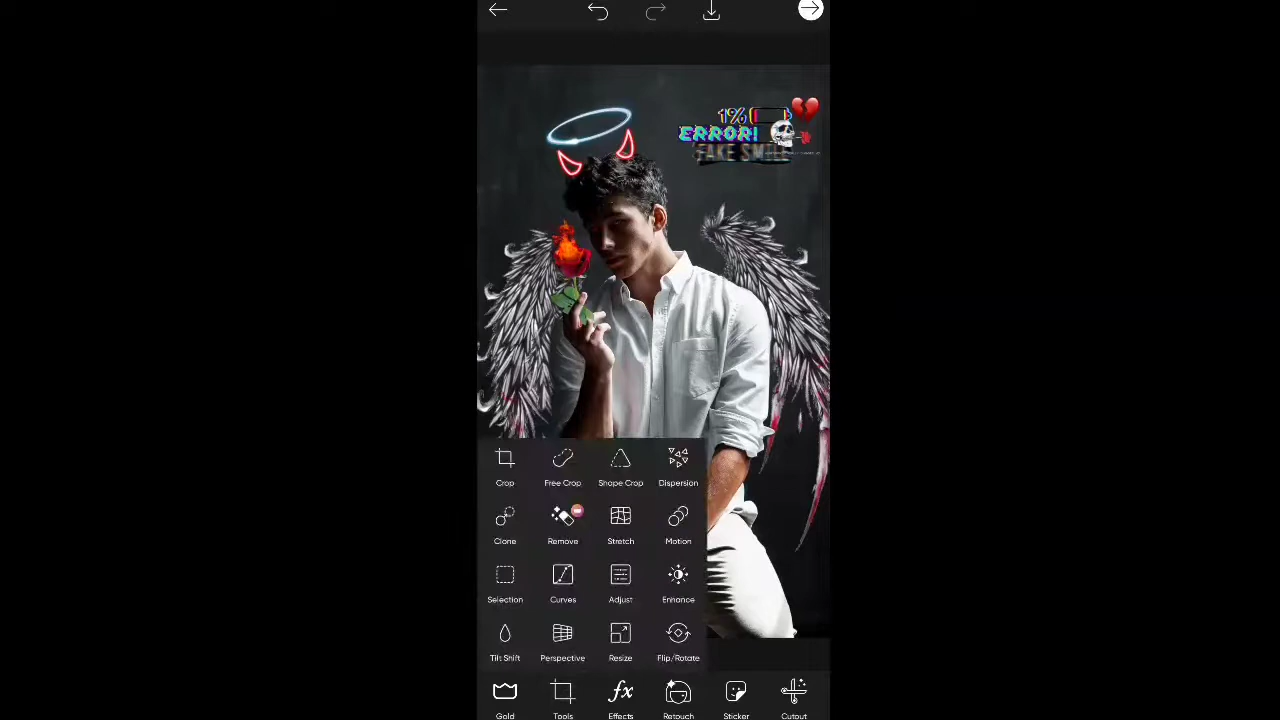 1%
ERROR!
FAKE SMILE
Crop Free Crop Shape Crop Dispersion
Clone Remove Stretch Motion
Selection Curves Adjust Enhance
Tilt Shift Perspective Resize Flip/Rotate
Gold Tools Effects Retouch Sticker Cutout